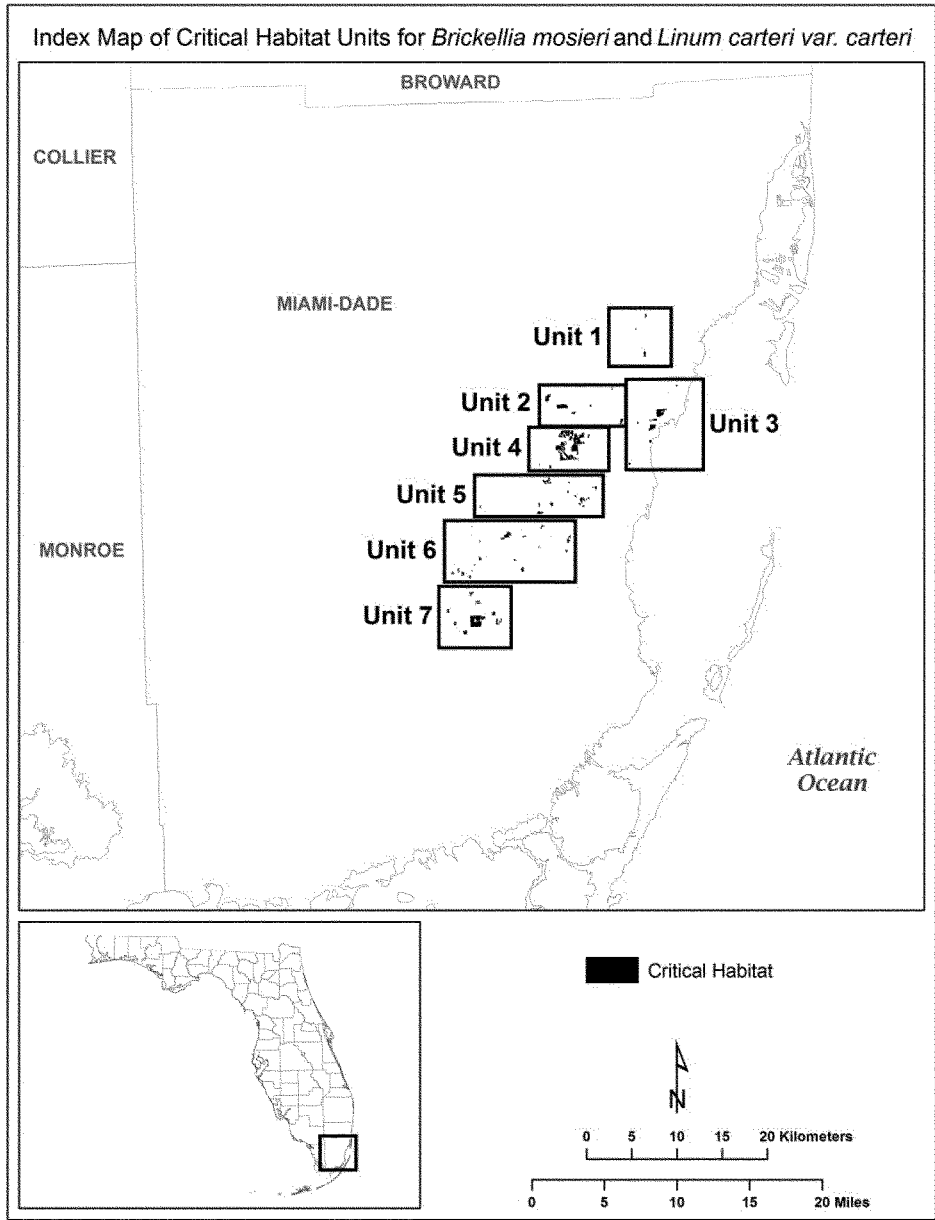 Index Map of Critical Habitat Units for Brickellia mosieri and Linum carteri var. carteri
BROWARD
COLLIER
MIAMI-DADE
Unit 1
Unit 2
Unit 3
Unit 4
Unit 5
Unit 6
MONROE
Unit 7
Atlantic
Ocean
Critical Habitat
N
0 5 10 15 20 Kilometers
0 5 10 15 20 Miles